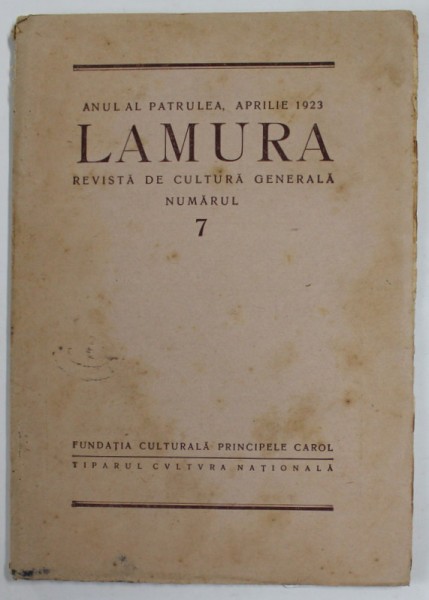 ANUL AL PATRULEA, APRILIE 1923
LAMURA
REVISTĂ DE CULTURĂ GENERALĂ
NUMĂRUL
7
FUNDAȚIA CULTURALĂ PRINCIPELE CAROL
TIPARUL CVLTVRA NAȚIONALĂ